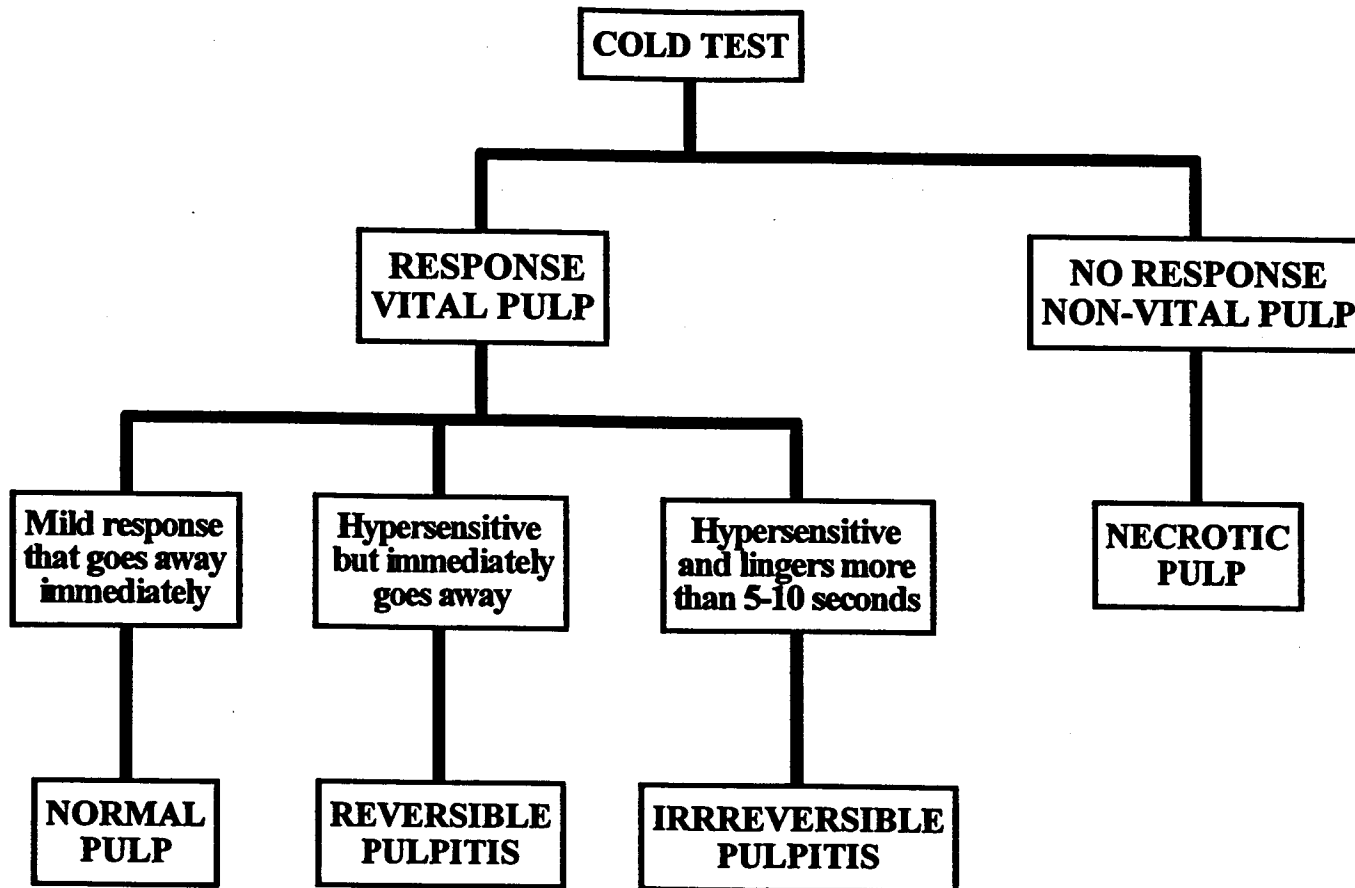 COLD TEST
RESPONSE
VITAL PULP
NO RESPONSE
NON-VITAL PULP
Mild response
that goes away
immediately
Hypersensitive
but immediately
goes away
Hypersensitive
and lingers more
than 5-10 seconds
NECROTIC
PULP
NORMAL
PULP
REVERSIBLE
PULPITIS
IRRREVERSIBLE
PULPITIS